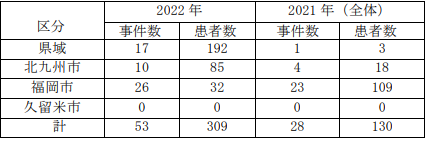 区分 2022 年 2021 年（全体）
事件数 患者数 事件数 患者数
県域 17 192 1 3
北九州市 10 85 4 18
福岡市 26 32 23 109
久留米市 0 0 0 0
計 53 309 28 130